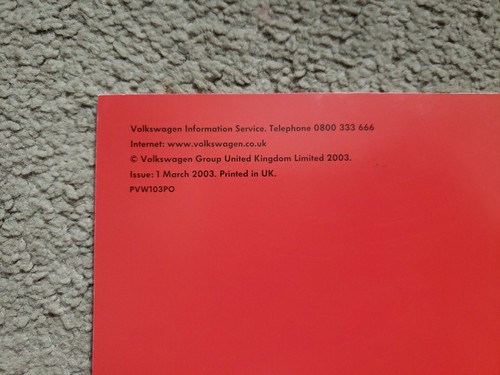 Volkswagen Information Service. Telephone 0800 333 666
Internet: www.volkswagen.co.uk
© Volkswagen Group United Kingdom Limited 2003.
Issue: 1 March 2003. Printed in UK.
PVW103PO